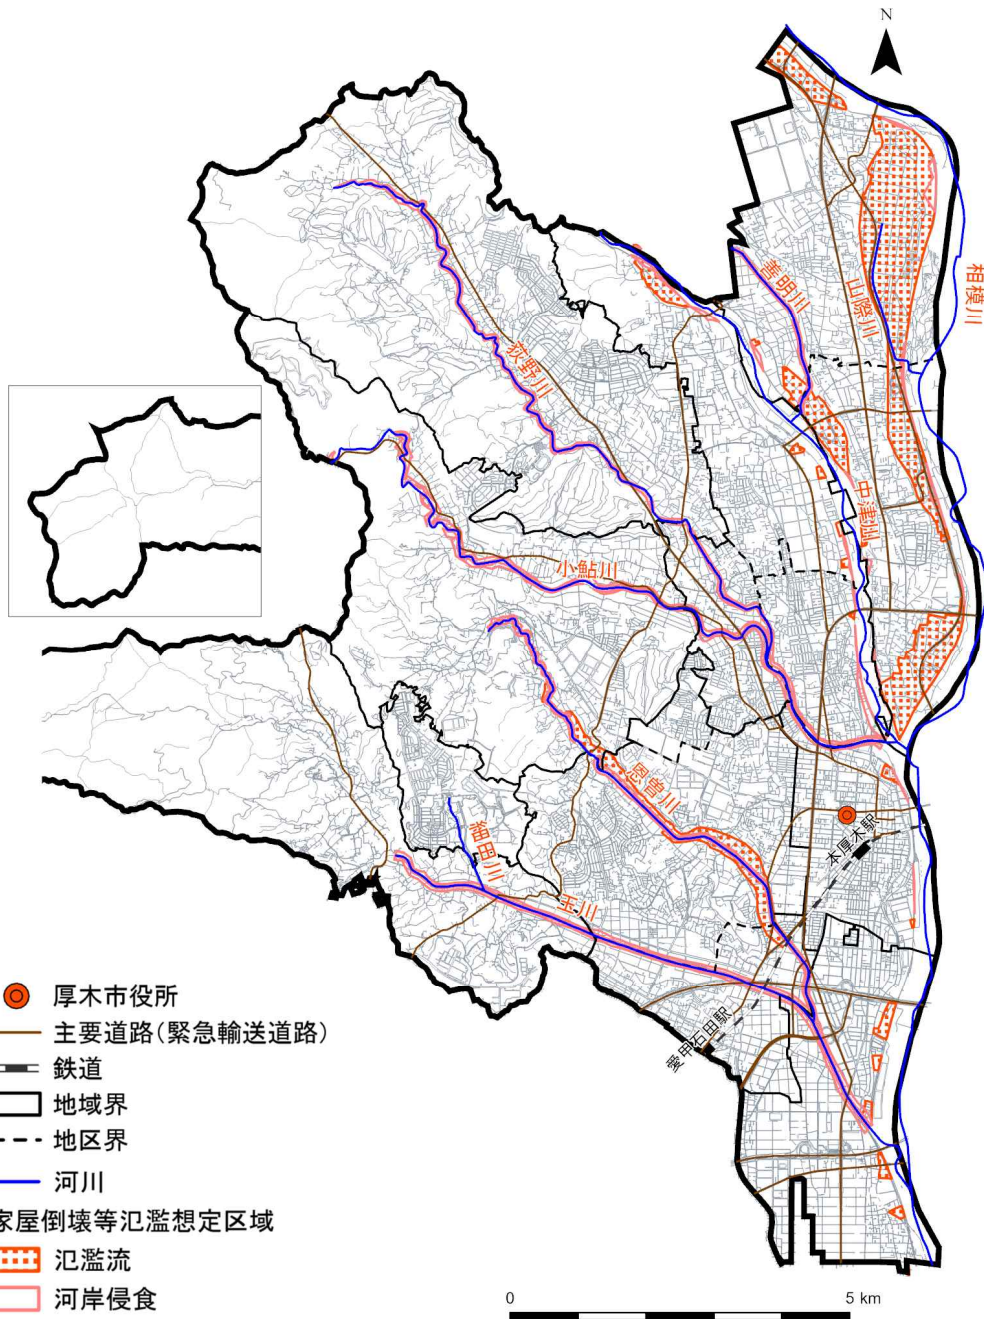 N
相模川
善明川
山際川
荻野川
中津川
小鮎川
恩曽川
本厚木駅
畨田川
玉川
愛甲石田駅
厚木市役所
主要道路(緊急輸送道路)
鉄道
地域界
地区界
河川
家屋倒壊等氾濫想定区域
氾濫流
河岸侵食
0 5 km